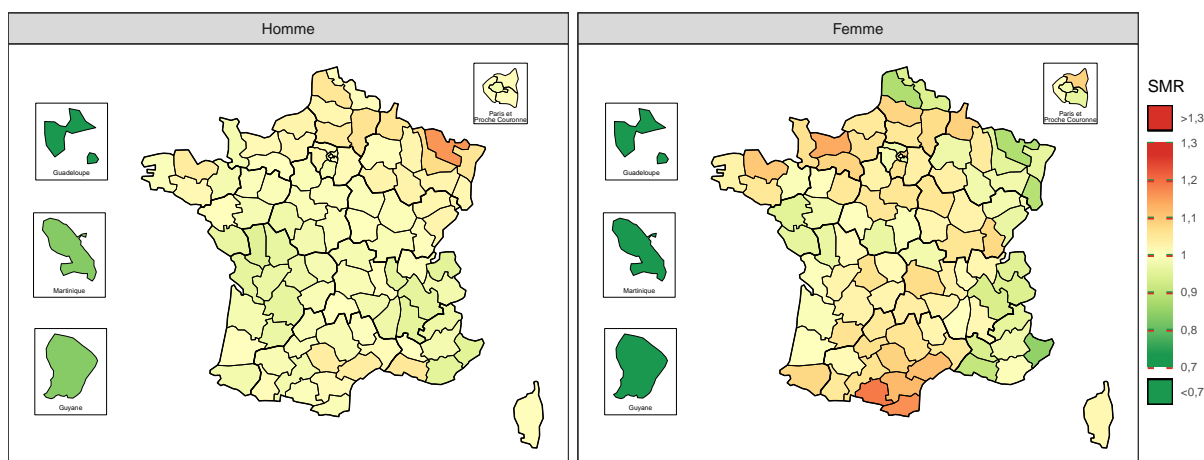 Homme
Paris et
Proche Couronne
Guadeloupe
Martinique
Guyane
Femme
Paris et
Proche Couronne
Guadeloupe
Martinique
Guyane
SMR
>1,3
1,3
1,2
1,1
1
0,9
0,8
0,7
<0,7